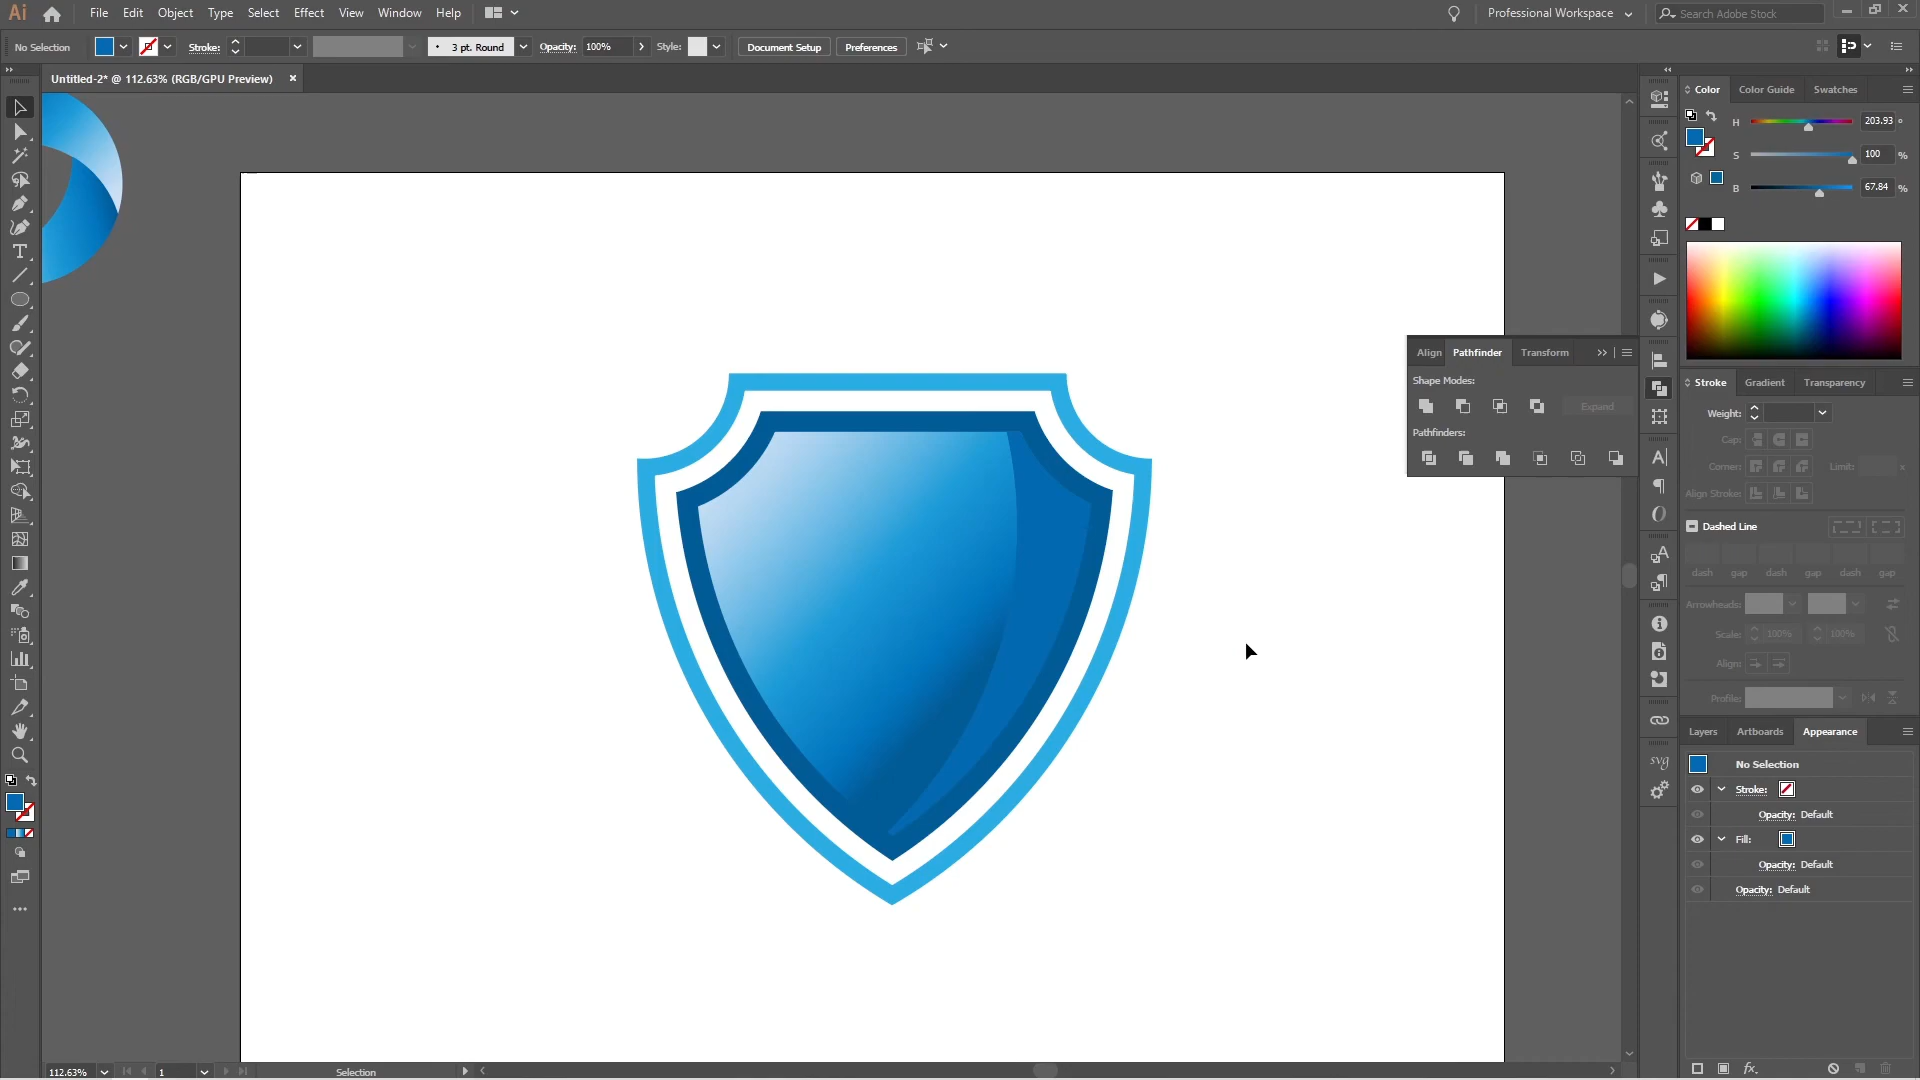 Ai File Edit Object Type Select Effect View Window Help Professional Workspace Search Adobe Stock
No Selection Stroke: 3 pt. Round Opacity: 100% Style: Document Setup Preferences
Untitled-2* @ 112.63% (RGB/GPU Preview) ×
Color Color Guide Swatches
H 203.93 °
S 100 %
B 67.84 %
Align Pathfinder Transform
Shape Modes:
Expand
Pathfinders:
Stroke Gradient Transparency
Weight:
Cap:
Corner: Limit: x
Align Stroke:
Dashed Line
dash gap dash gap dash gap
Arrowheads:
Scale: 100% 100%
Align:
Profile:
Layers Artboards Appearance
No Selection
Stroke:
Opacity: Default
Fill:
Opacity: Default
Opacity: Default
svg
fx
112.63% 1 Selection